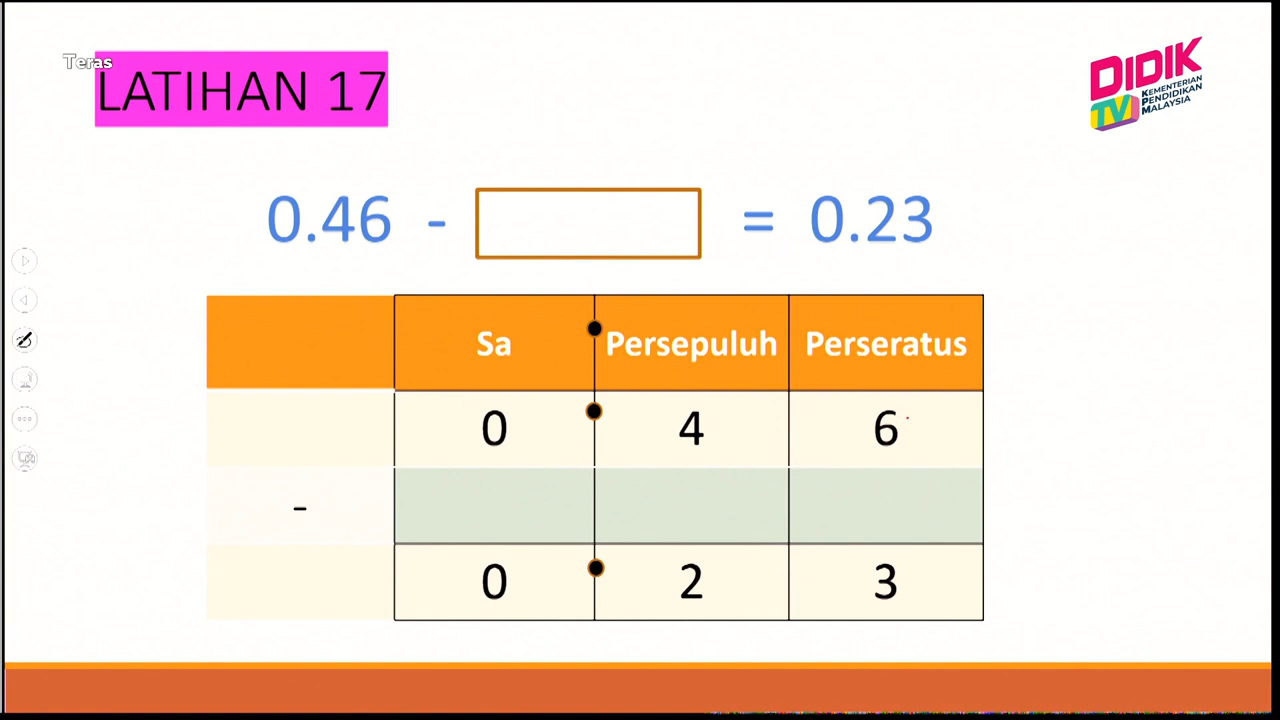 Teras
LATIHAN 17
DIDIK
TV
KEMENTERIAN
PENDIDIKAN
MALAYSIA
0.46 - = 0.23
Sa Persepuluh Perseratus
0 4 6
-
0 2 3